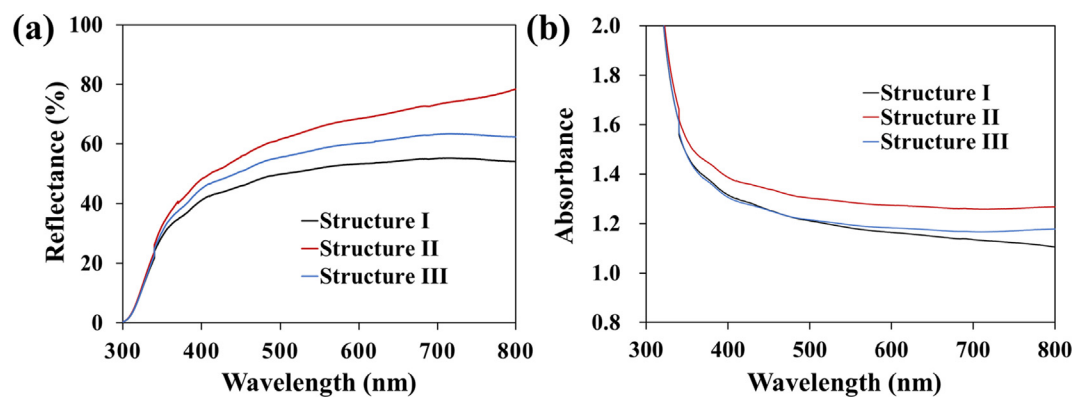 (a)
Reflectance (%)
100
80
60
40
20
0
300
400
500
600
700
800
Wavelength (nm)
Structure I
Structure II
Structure III
(b)
Absorbance
2.0
1.8
1.6
1.4
1.2
1.0
0.8
300
400
500
600
700
800
Wavelength (nm)
Structure I
Structure II
Structure III